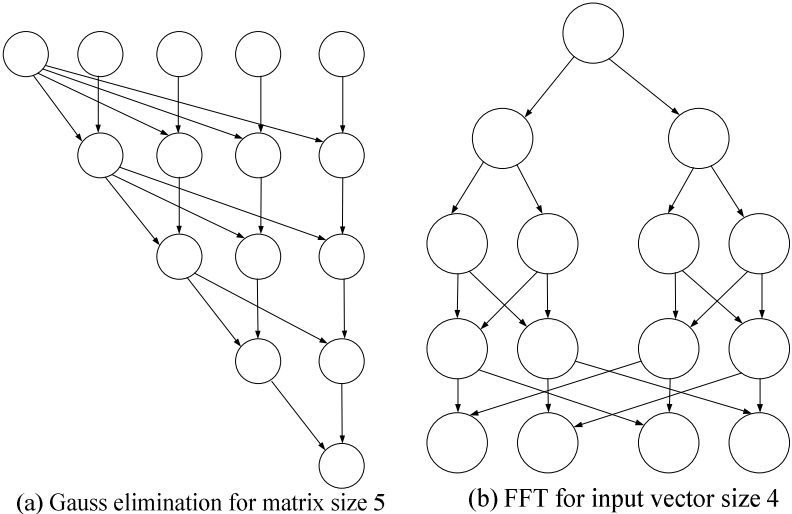 (a) Gauss elimination for matrix size 5
(b) FFT for input vector size 4